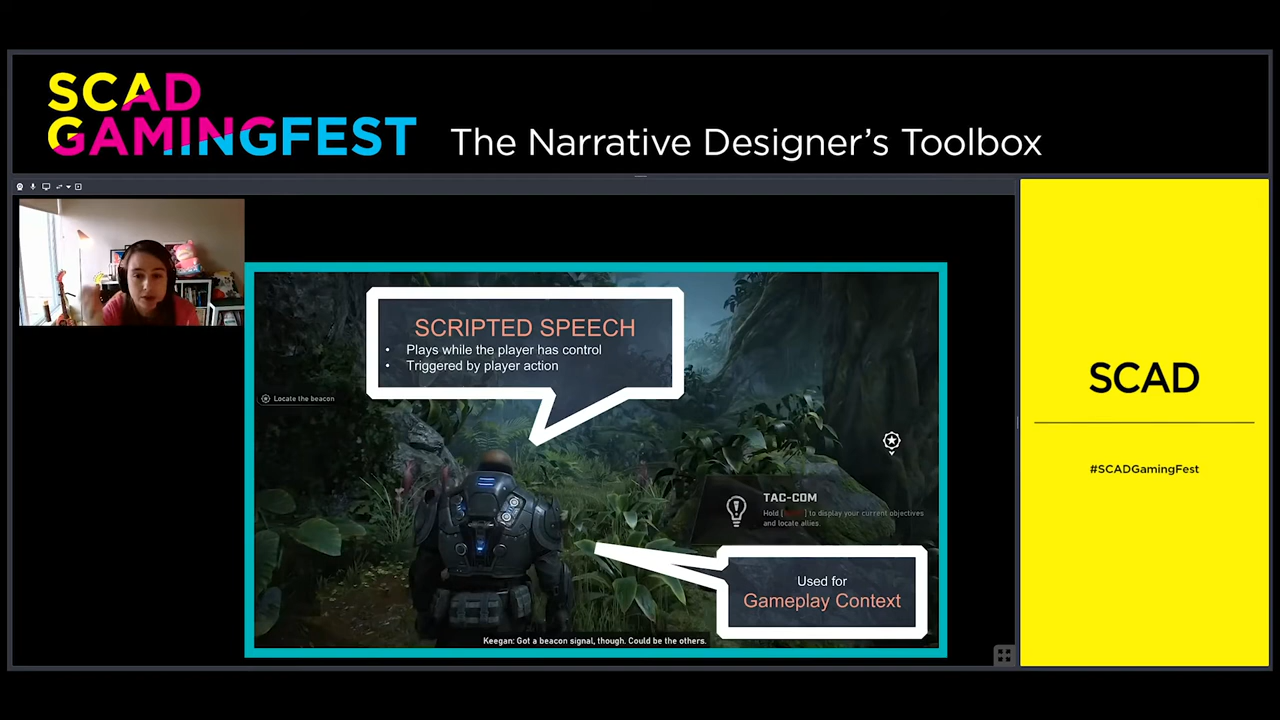 SCAD
GAMINGFEST
The Narrative Designer's Toolbox
SCRIPTED SPEECH
• Plays while the player has control
• Triggered by player action
Locate the beacon
TAC-COM
Hold [ ] to display your current objectives
and locate allies.
Used for
Gameplay Context
Keegan: Got a beacon signal, though. Could be the others.
SCAD
#SCADGamingFest